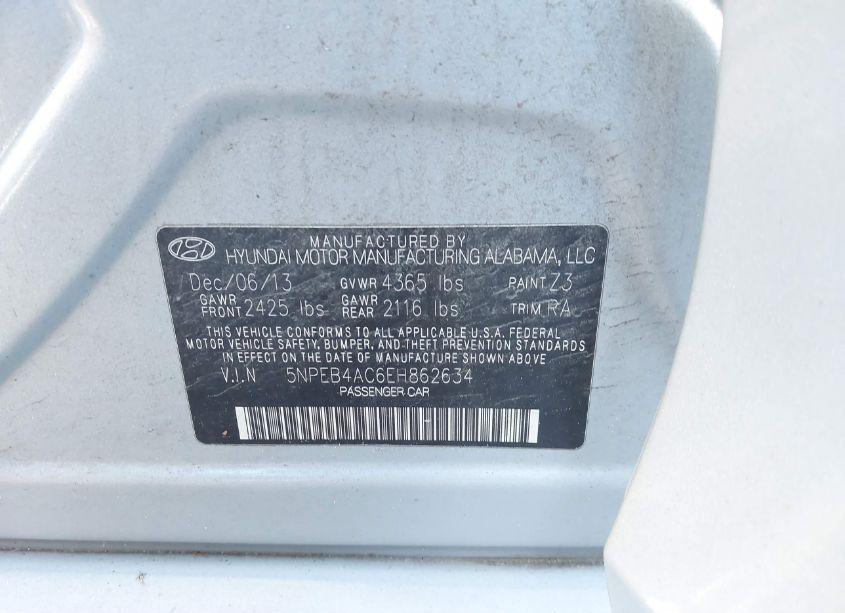 MANUFACTURED BY
HYUNDAI MOTOR MANUFACTURING ALABAMA, LLC
Dec/06/13 GVWR 4365 lbs PAINT Z3
GAWR FRONT 2425 lbs GAWR REAR 2116 lbs TRIM RA
THIS VEHICLE CONFORMS TO ALL APPLICABLE U.S.A. FEDERAL
MOTOR VEHICLE SAFETY, BUMPER, AND THEFT PREVENTION STANDARDS
IN EFFECT ON THE DATE OF MANUFACTURE SHOWN ABOVE
V.I.N 5NPEB4AC6EH862634
PASSENGER CAR